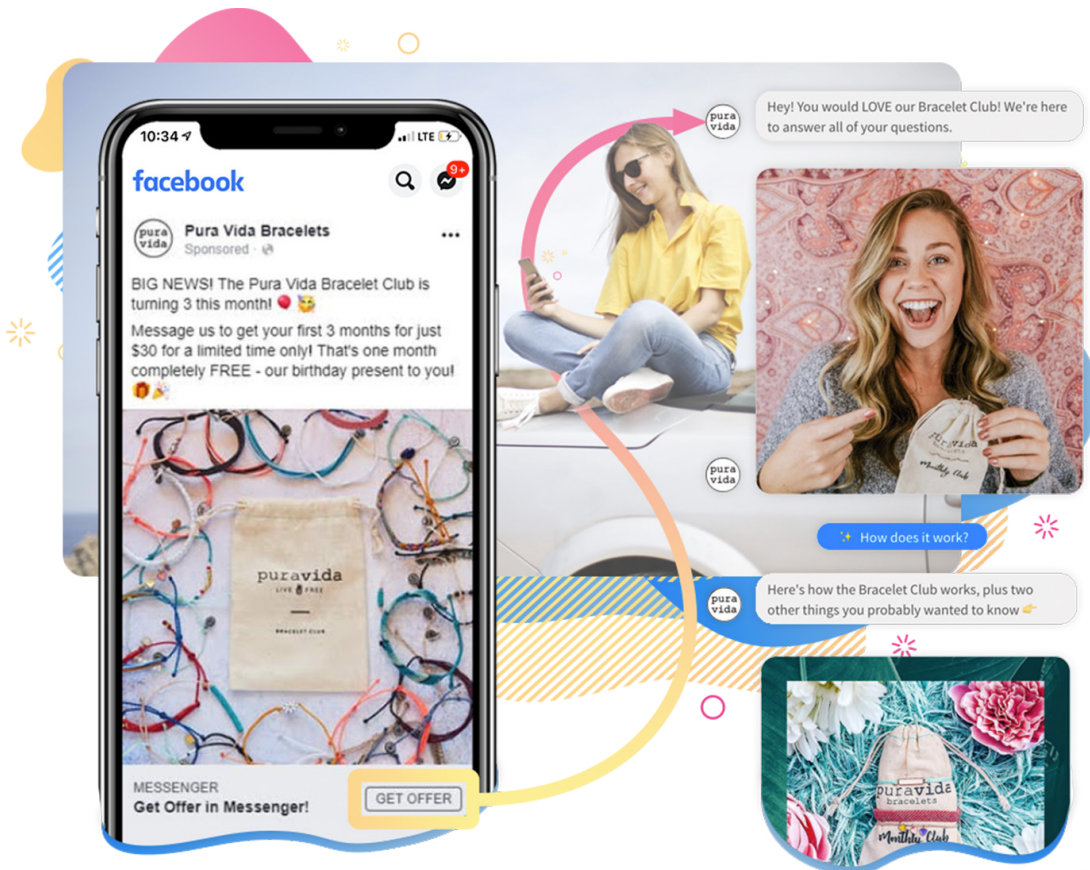 10:34
LTE
facebook
9+
pura
vida
Pura Vida Bracelets
Sponsored ·
BIG NEWS! The Pura Vida Bracelet Club is
turning 3 this month! 🎈 🥳
Message us to get your first 3 months for just
$30 for a limited time only! That's one month
completely FREE - our birthday present to you!
🎁🎉
puravida
LIVE FREE
BRACELET CLUB
MESSENGER
Get Offer in Messenger!
GET OFFER
pura
vida
Hey! You would LOVE our Bracelet Club! We're here
to answer all of your questions.
puravida
bracelets
Monthly Club
pura
vida
✨ How does it work?
pura
vida
Here's how the Bracelet Club works, plus two
other things you probably wanted to know 👉
puravida
bracelets
Monthly Club